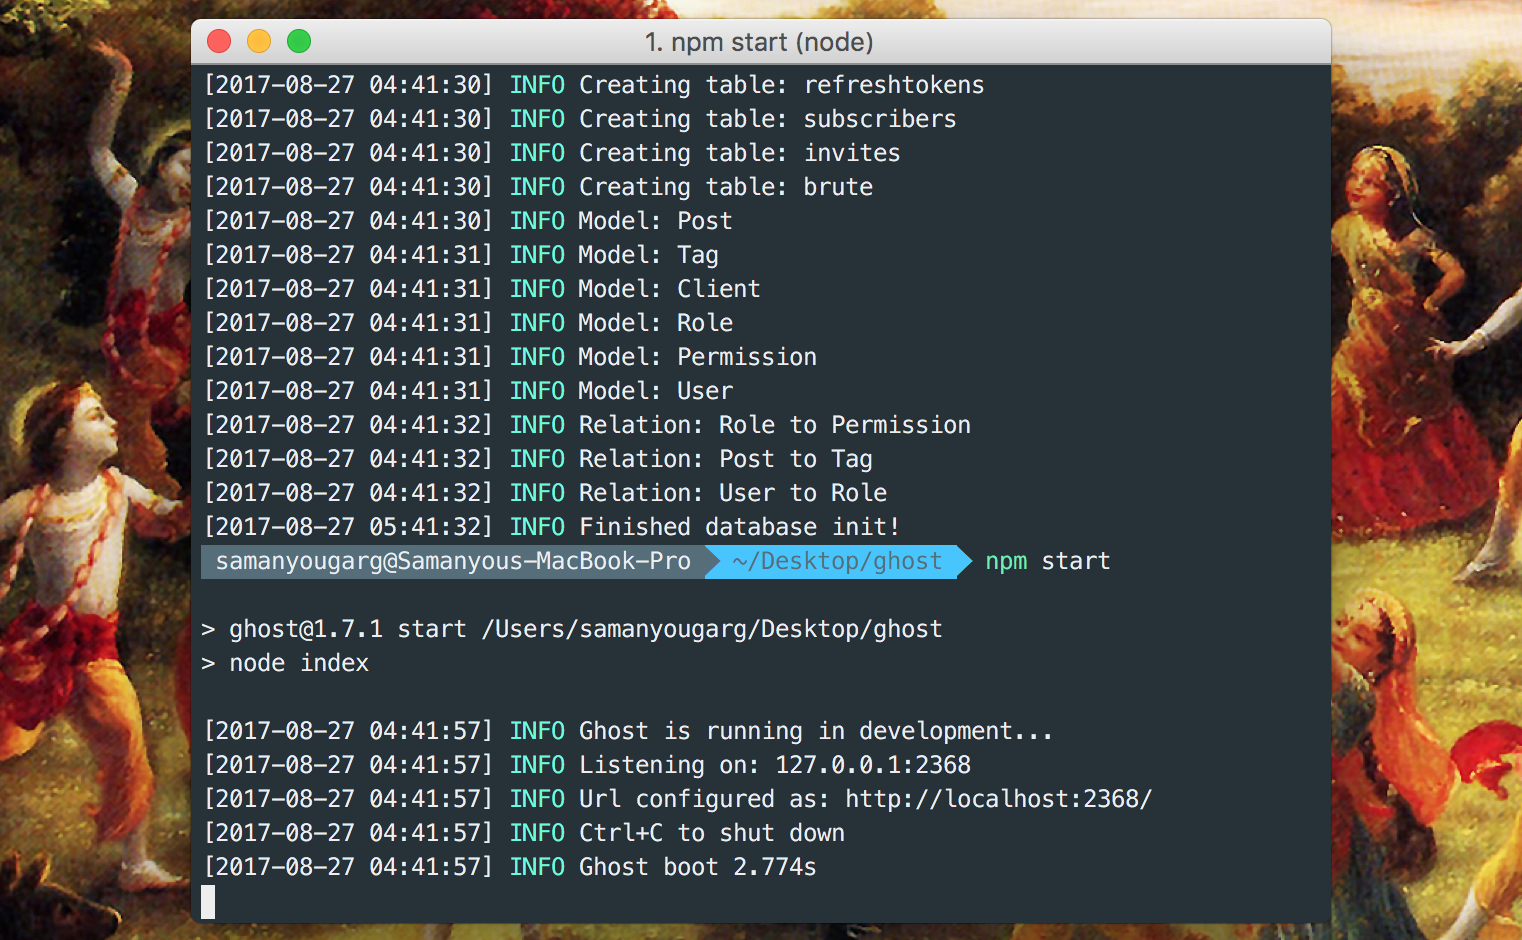 1. npm start (node)
[2017-08-27 04:41:30] INFO Creating table: refreshtokens
[2017-08-27 04:41:30] INFO Creating table: subscribers
[2017-08-27 04:41:30] INFO Creating table: invites
[2017-08-27 04:41:30] INFO Creating table: brute
[2017-08-27 04:41:30] INFO Model: Post
[2017-08-27 04:41:31] INFO Model: Tag
[2017-08-27 04:41:31] INFO Model: Client
[2017-08-27 04:41:31] INFO Model: Role
[2017-08-27 04:41:31] INFO Model: Permission
[2017-08-27 04:41:31] INFO Model: User
[2017-08-27 04:41:32] INFO Relation: Role to Permission
[2017-08-27 04:41:32] INFO Relation: Post to Tag
[2017-08-27 04:41:32] INFO Relation: User to Role
[2017-08-27 05:41:32] INFO Finished database init!
samanyougarg@Samanyous-MacBook-Pro ~/Desktop/ghost npm start
> ghost@1.7.1 start /Users/samanyougarg/Desktop/ghost
> node index
[2017-08-27 04:41:57] INFO Ghost is running in development...
[2017-08-27 04:41:57] INFO Listening on: 127.0.0.1:2368
[2017-08-27 04:41:57] INFO Url configured as: http://localhost:2368/
[2017-08-27 04:41:57] INFO Ctrl+C to shut down
[2017-08-27 04:41:57] INFO Ghost boot 2.774s